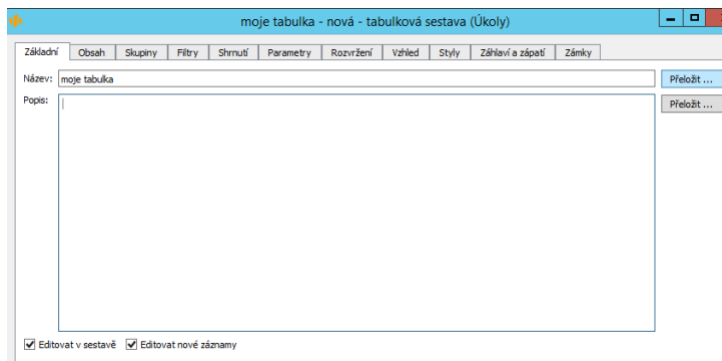 moje tabulka - nová - tabulková sestava (Úkoly)
Základní Obsah Skupiny Filtry Shrnutí Parametry Rozvržení Vzhled Styly Záhlaví a zápatí Zámky
Název: moje tabulka Přeložit ...
Popis: Přeložit ...
Editovat v sestavě Editovat nové záznamy